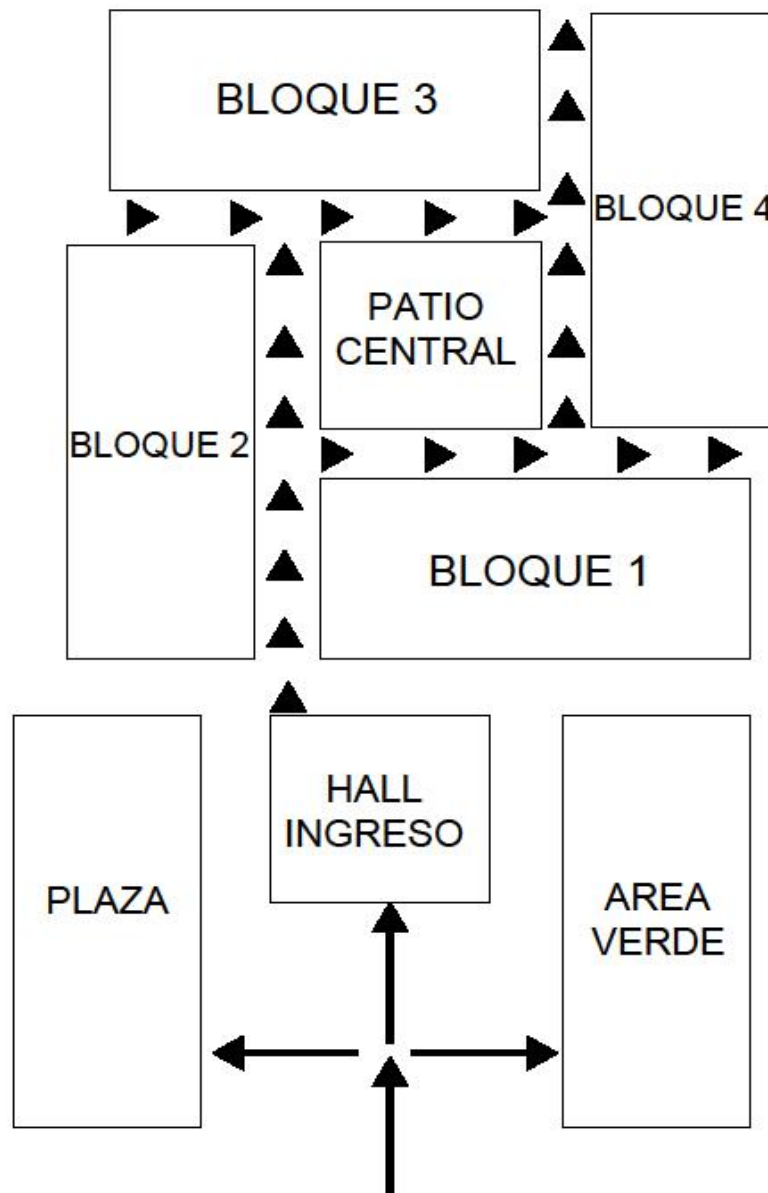 BLOQUE 3
BLOQUE 4
PATIO
CENTRAL
BLOQUE 2
BLOQUE 1
HALL
INGRESO
PLAZA
AREA
VERDE